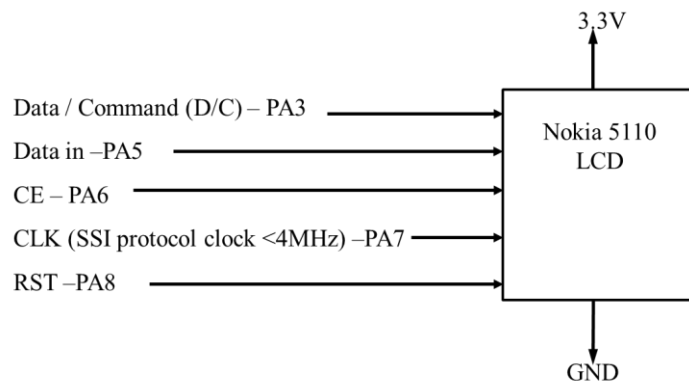 3.3V
Data / Command (D/C) – PA3
Data in –PA5
CE – PA6
CLK (SSI protocol clock <4MHz) –PA7
RST –PA8
Nokia 5110
LCD
GND